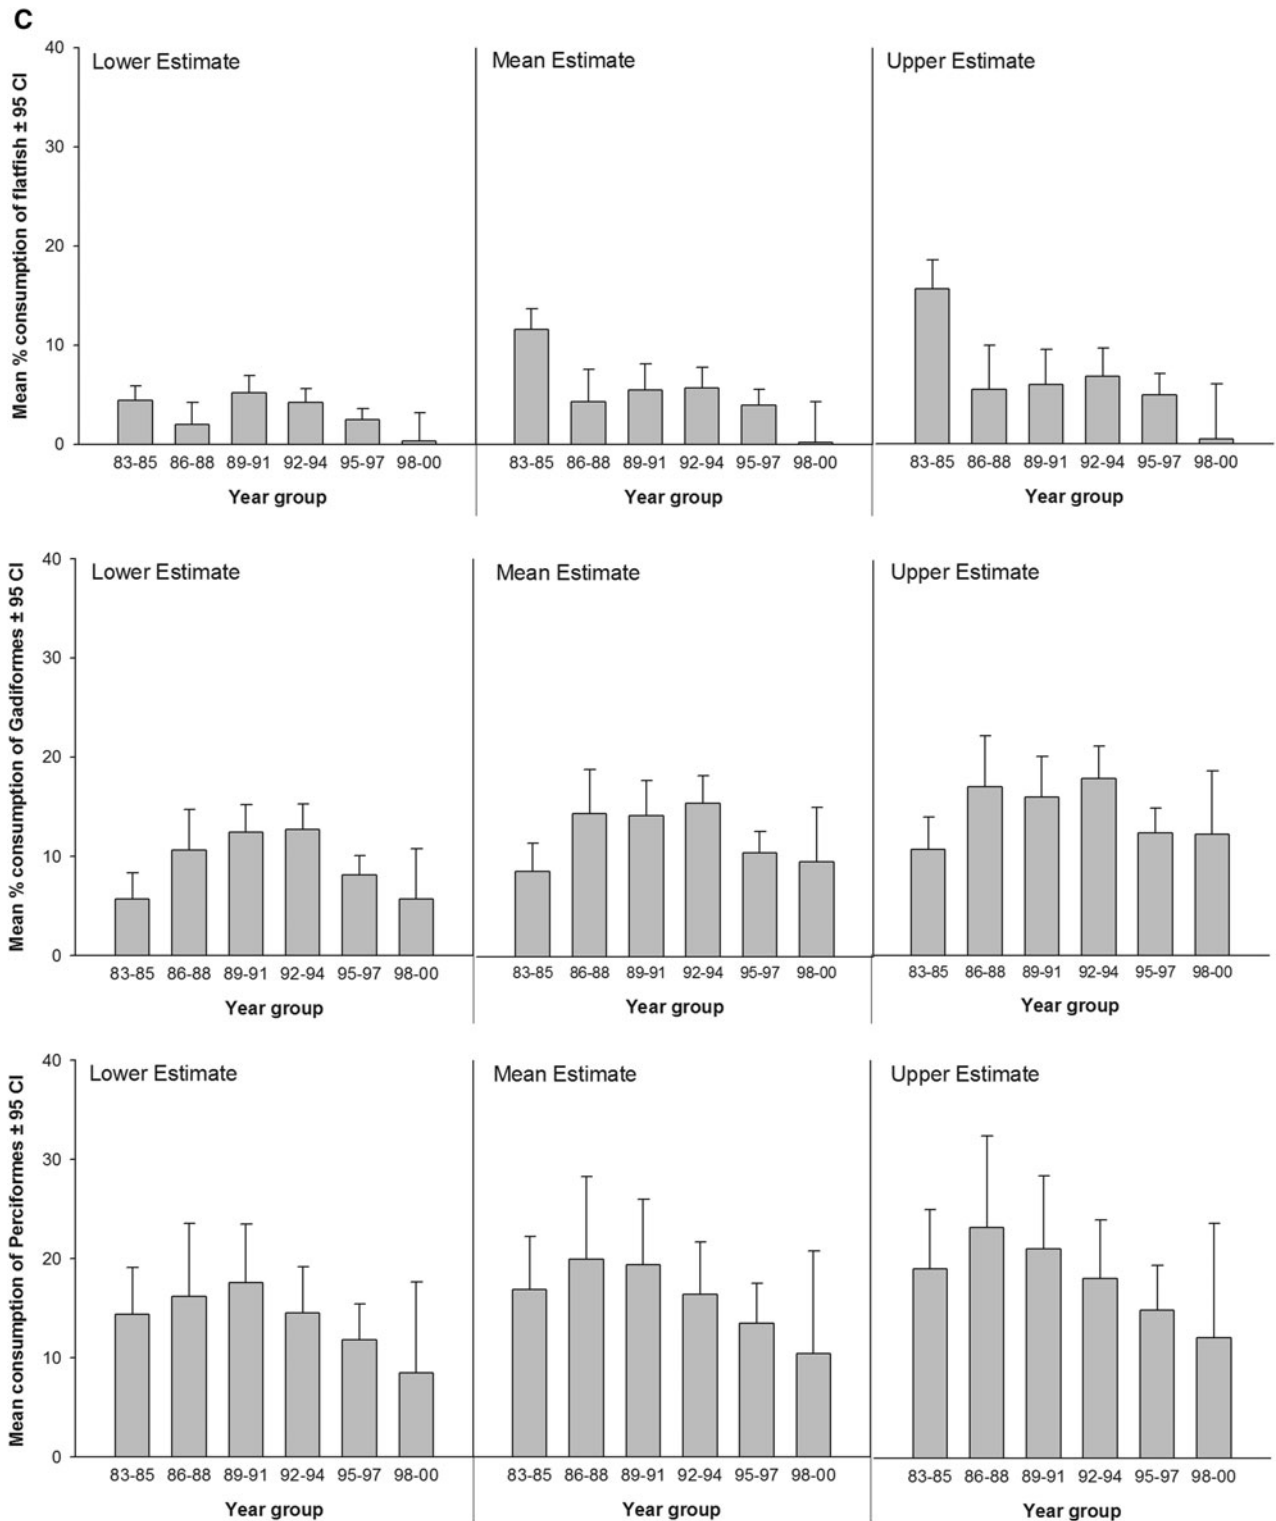 C
Mean % consumption of flatfish ± 95 CI
40
30
20
10
0
Lower Estimate
83-85 86-88 89-91 92-94 95-97 98-00
Year group
Mean Estimate
83-85 86-88 89-91 92-94 95-97 98-00
Year group
Upper Estimate
83-85 86-88 89-91 92-94 95-97 98-00
Year group
Mean % consumption of Gadiformes ± 95 CI
40
30
20
10
0
Lower Estimate
83-85 86-88 89-91 92-94 95-97 98-00
Year group
Mean Estimate
83-85 86-88 89-91 92-94 95-97 98-00
Year group
Upper Estimate
83-85 86-88 89-91 92-94 95-97 98-00
Year group
Mean consumption of Perciformes ± 95 CI
40
30
20
10
0
Lower Estimate
83-85 86-88 89-91 92-94 95-97 98-00
Year group
Mean Estimate
83-85 86-88 89-91 92-94 95-97 98-00
Year group
Upper Estimate
83-85 86-88 89-91 92-94 95-97 98-00
Year group